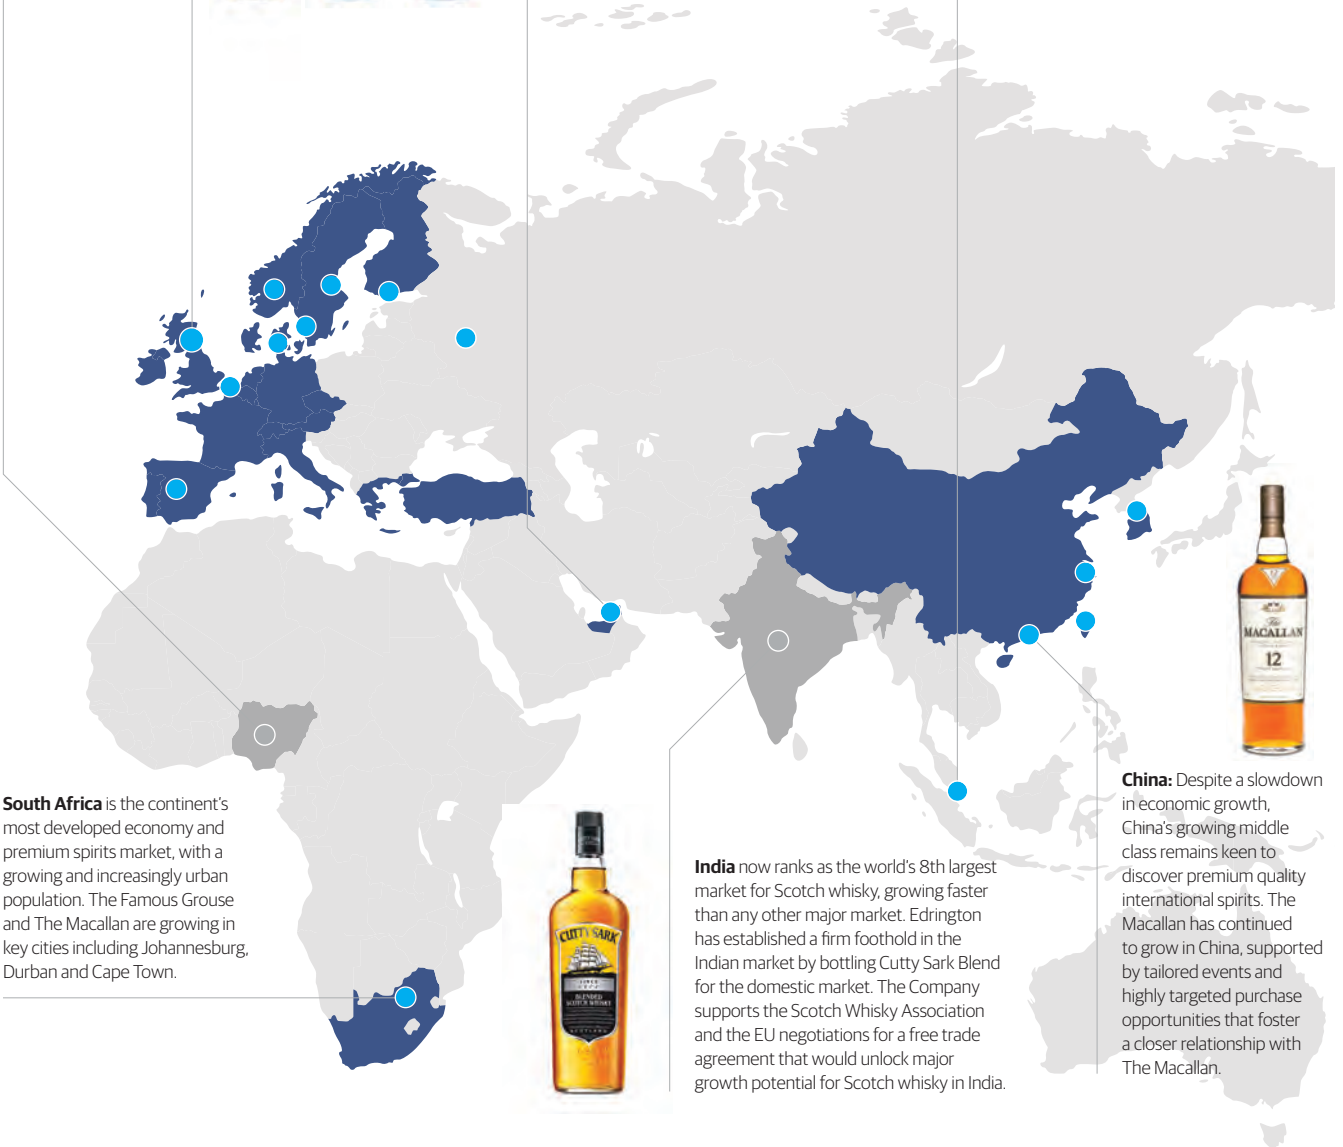 South Africa is the continent's
most developed economy and
premium spirits market, with a
growing and increasingly urban
population. The Famous Grouse
and The Macallan are growing in
key cities including Johannesburg,
Durban and Cape Town.
CUTTY SARK
SINCE
BLENDED
SCOTCH WHISKY
SCOTLAND
India now ranks as the world's 8th largest
market for Scotch whisky, growing faster
than any other major market. Edrington
has established a firm foothold in the
Indian market by bottling Cutty Sark Blend
for the domestic market. The Company
supports the Scotch Whisky Association
and the EU negotiations for a free trade
agreement that would unlock major
growth potential for Scotch whisky in India.
The
MACALLAN
12
China: Despite a slowdown
in economic growth,
China's growing middle
class remains keen to
discover premium quality
international spirits. The
Macallan has continued
to grow in China, supported
by tailored events and
highly targeted purchase
opportunities that foster
a closer relationship with
The Macallan.